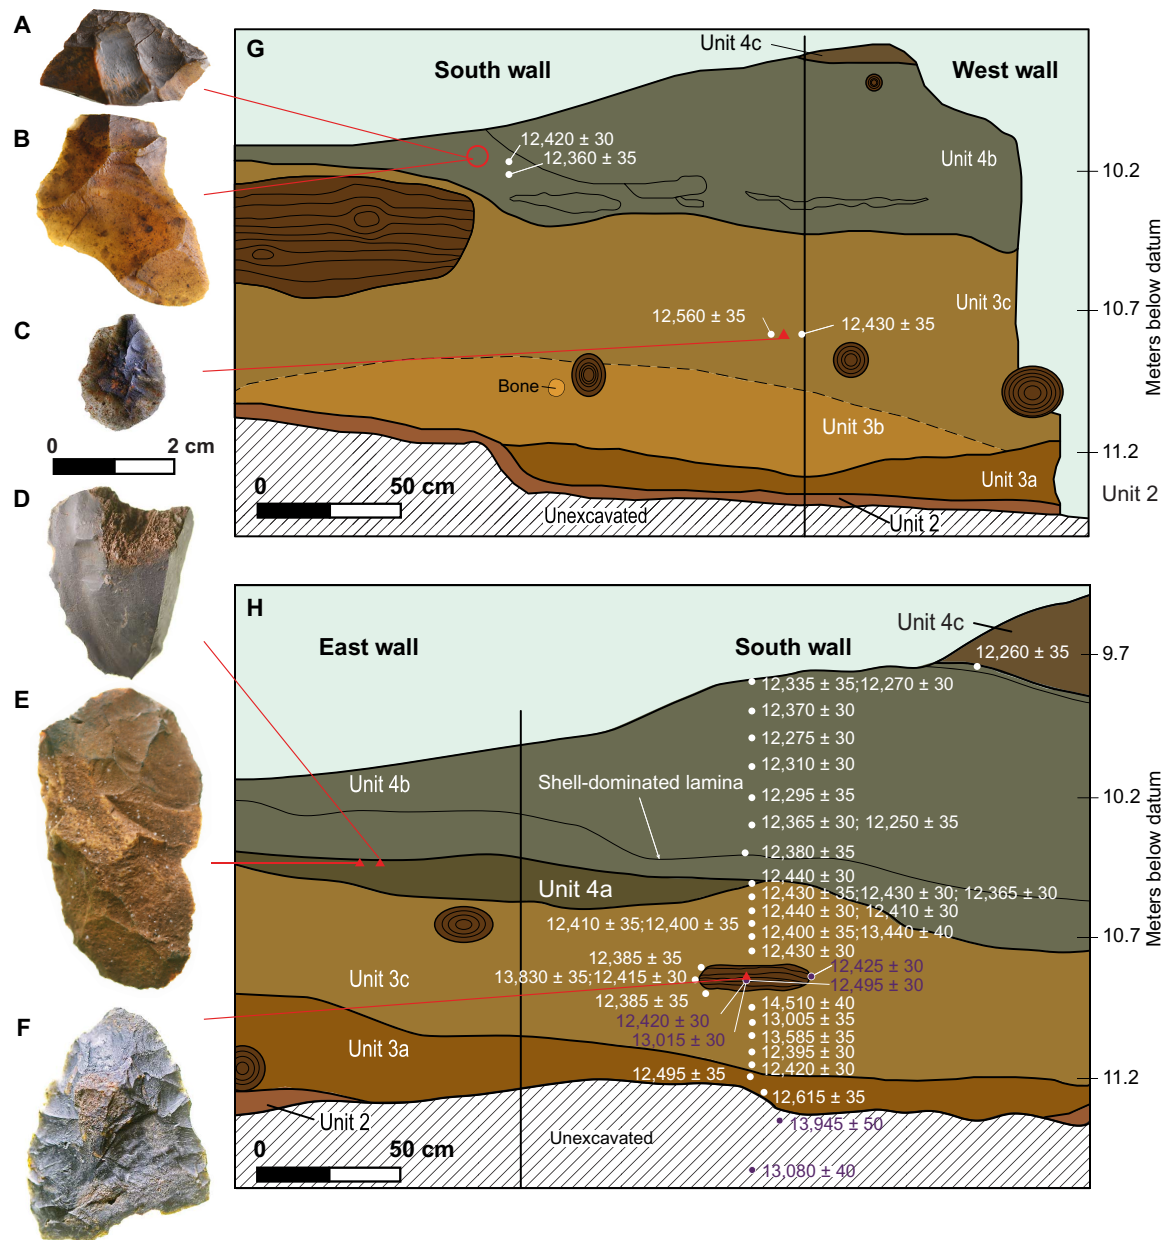 A
B
C
0 2 cm
D
E
F
G
South wall
Unit 4c
West wall
12,420 ± 30
12,360 ± 35
Unit 4b
10.2
Unit 3c
12,560 ± 35
12,430 ± 35
10.7
Meters below datum
Bone
Unit 3b
11.2
Unit 3a
Unit 2
0 50 cm
Unexcavated
Unit 2
H
East wall
South wall
Unit 4c
12,260 ± 35
9.7
12,335 ± 35;12,270 ± 30
12,370 ± 30
12,275 ± 30
12,310 ± 30
Unit 4b
Shell-dominated lamina
12,295 ± 35
10.2
12,365 ± 30; 12,250 ± 35
12,380 ± 35
12,440 ± 30
Unit 4a
12,430 ± 35;12,430 ± 30; 12,365 ± 30
12,440 ± 30; 12,410 ± 30
12,410 ± 35;12,400 ± 35
12,400 ± 35;13,440 ± 40
10.7
12,430 ± 30
Meters below datum
12,385 ± 35
12,425 ± 30
Unit 3c
13,830 ± 35;12,415 ± 30
12,495 ± 30
12,385 ± 35
14,510 ± 40
12,420 ± 30
13,005 ± 35
13,015 ± 30
13,585 ± 35
Unit 3a
12,395 ± 30
12,420 ± 30
12,495 ± 35
11.2
12,615 ± 35
Unit 2
13,945 ± 50
Unexcavated
0 50 cm
13,080 ± 40